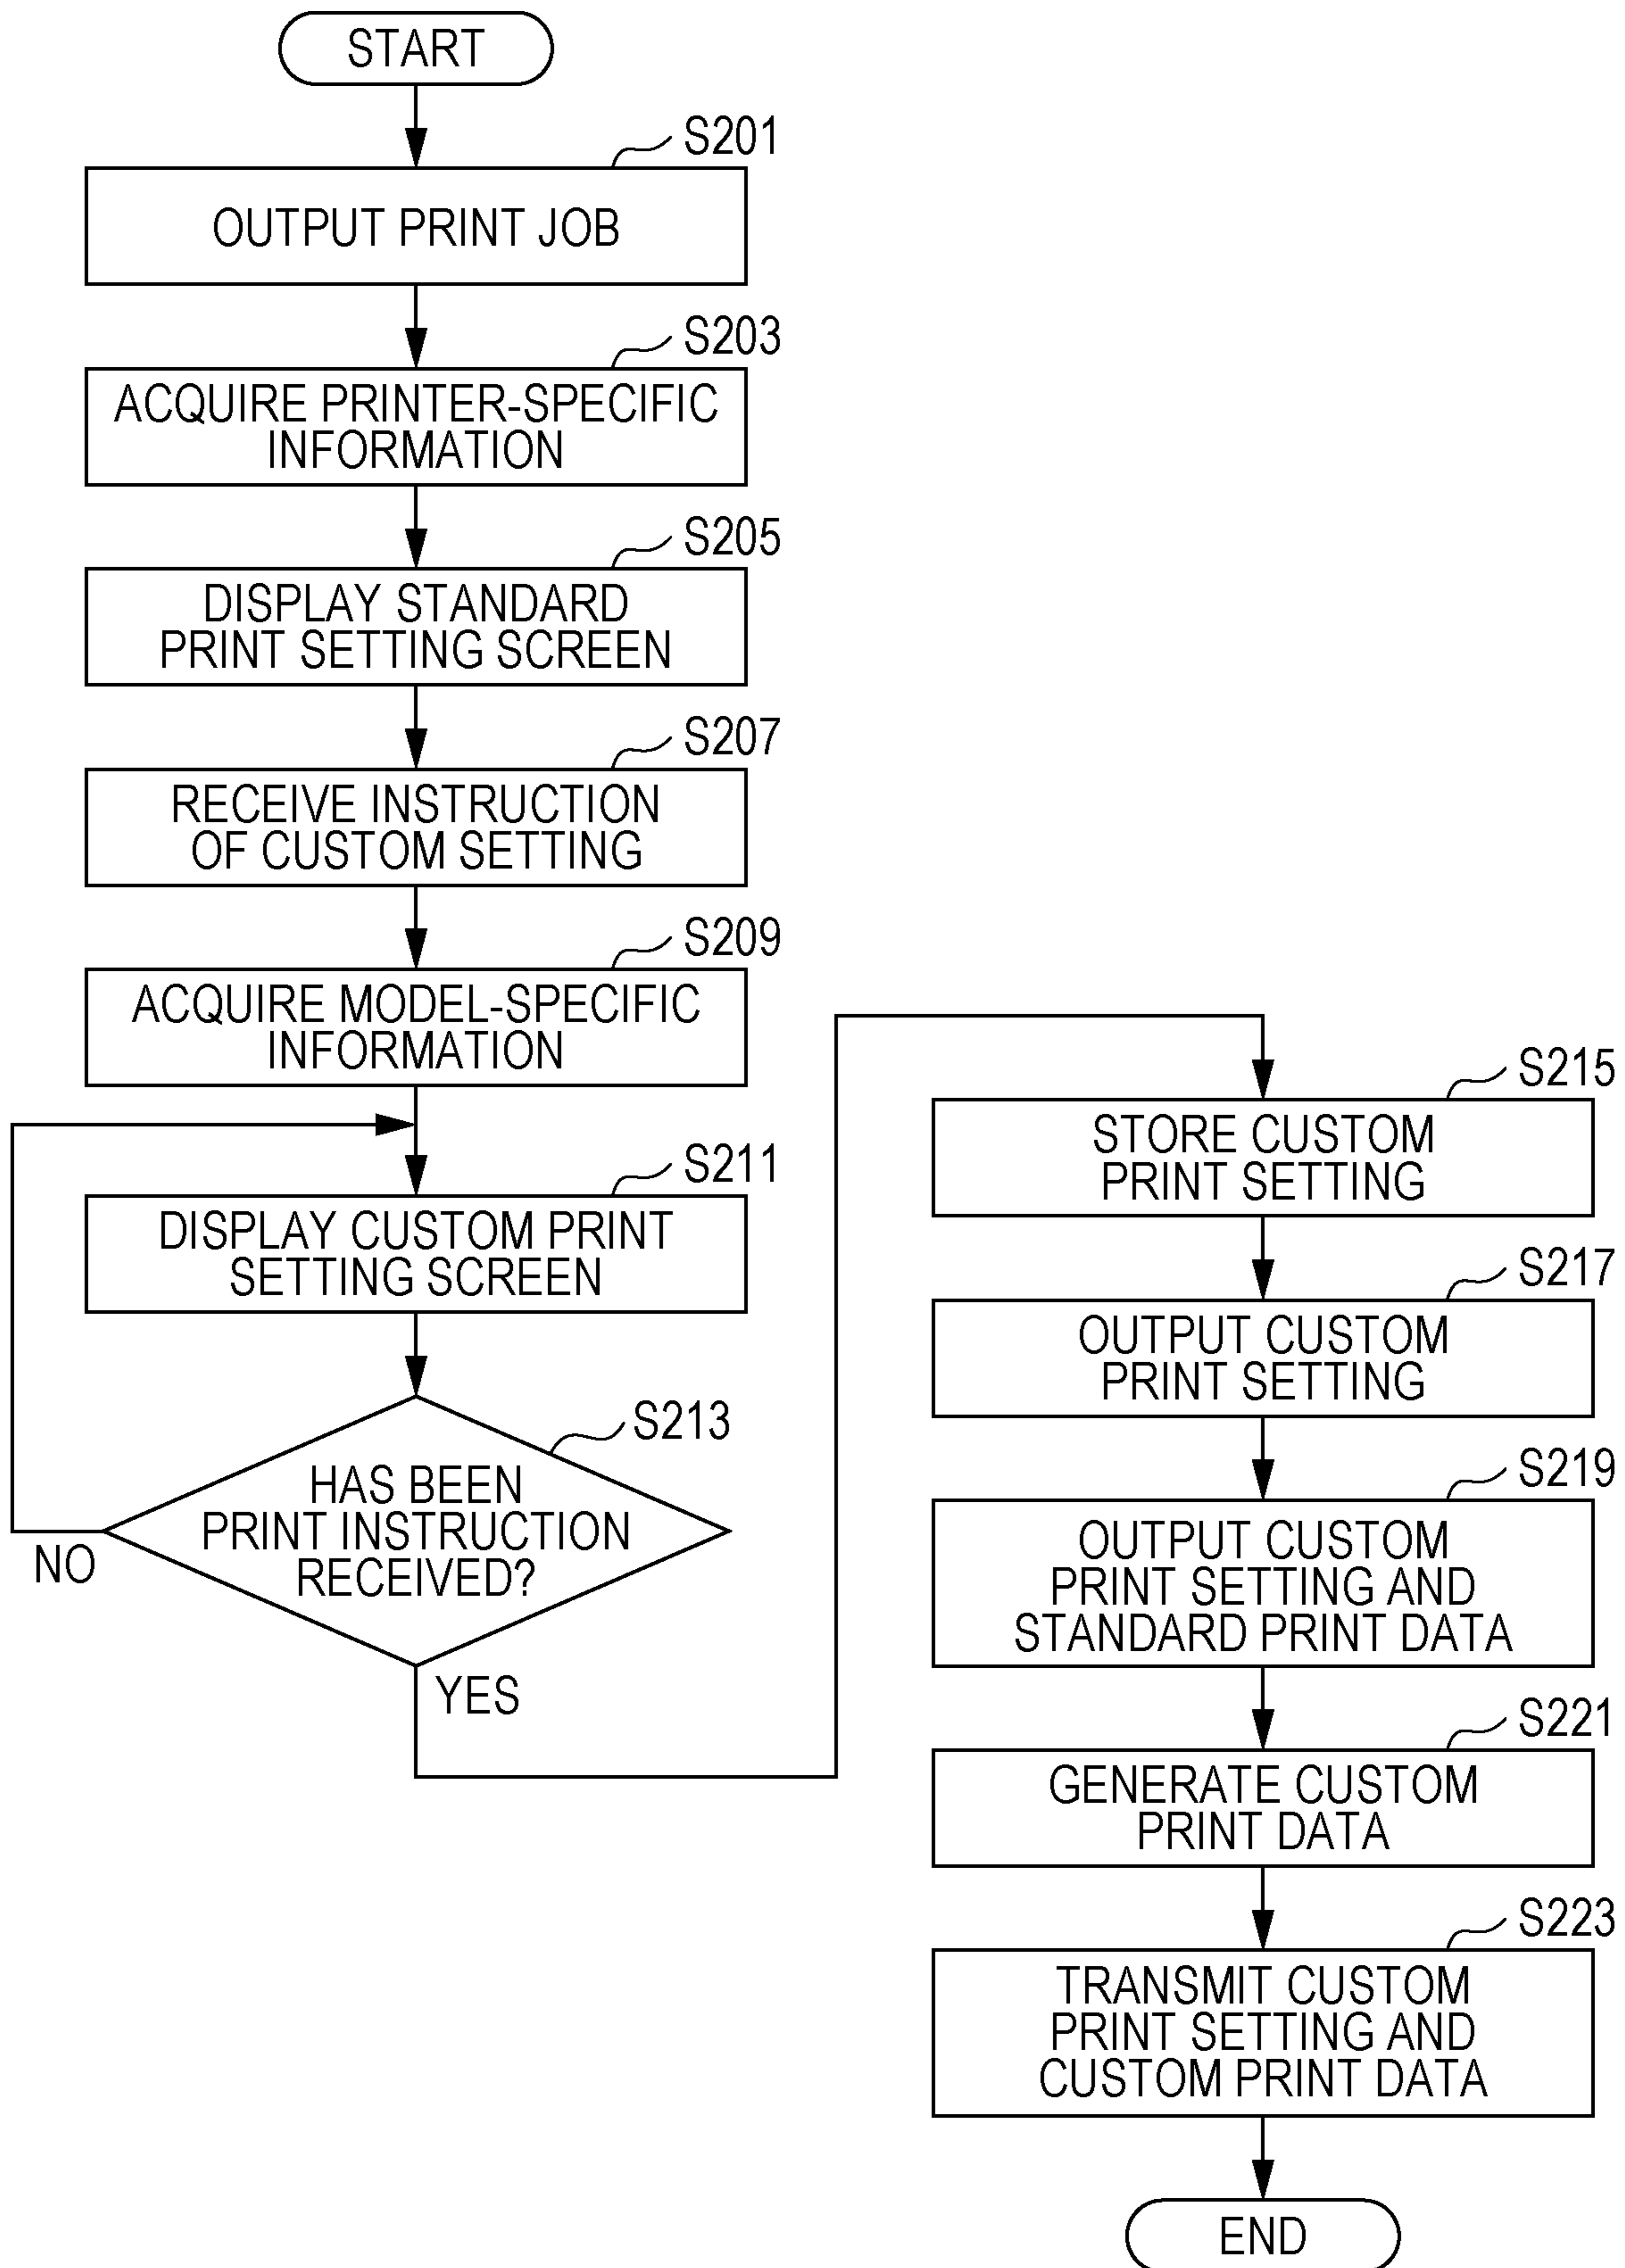 START
S201
OUTPUT PRINT JOB
S203
ACQUIRE PRINTER-SPECIFIC
INFORMATION
S205
DISPLAY STANDARD
PRINT SETTING SCREEN
S207
RECEIVE INSTRUCTION
OF CUSTOM SETTING
S209
ACQUIRE MODEL-SPECIFIC
INFORMATION
S211
DISPLAY CUSTOM PRINT
SETTING SCREEN
S213
HAS BEEN
PRINT INSTRUCTION
RECEIVED?
NO
YES
S215
STORE CUSTOM
PRINT SETTING
S217
OUTPUT CUSTOM
PRINT SETTING
S219
OUTPUT CUSTOM
PRINT SETTING AND
STANDARD PRINT DATA
S221
GENERATE CUSTOM
PRINT DATA
S223
TRANSMIT CUSTOM
PRINT SETTING AND
CUSTOM PRINT DATA
END